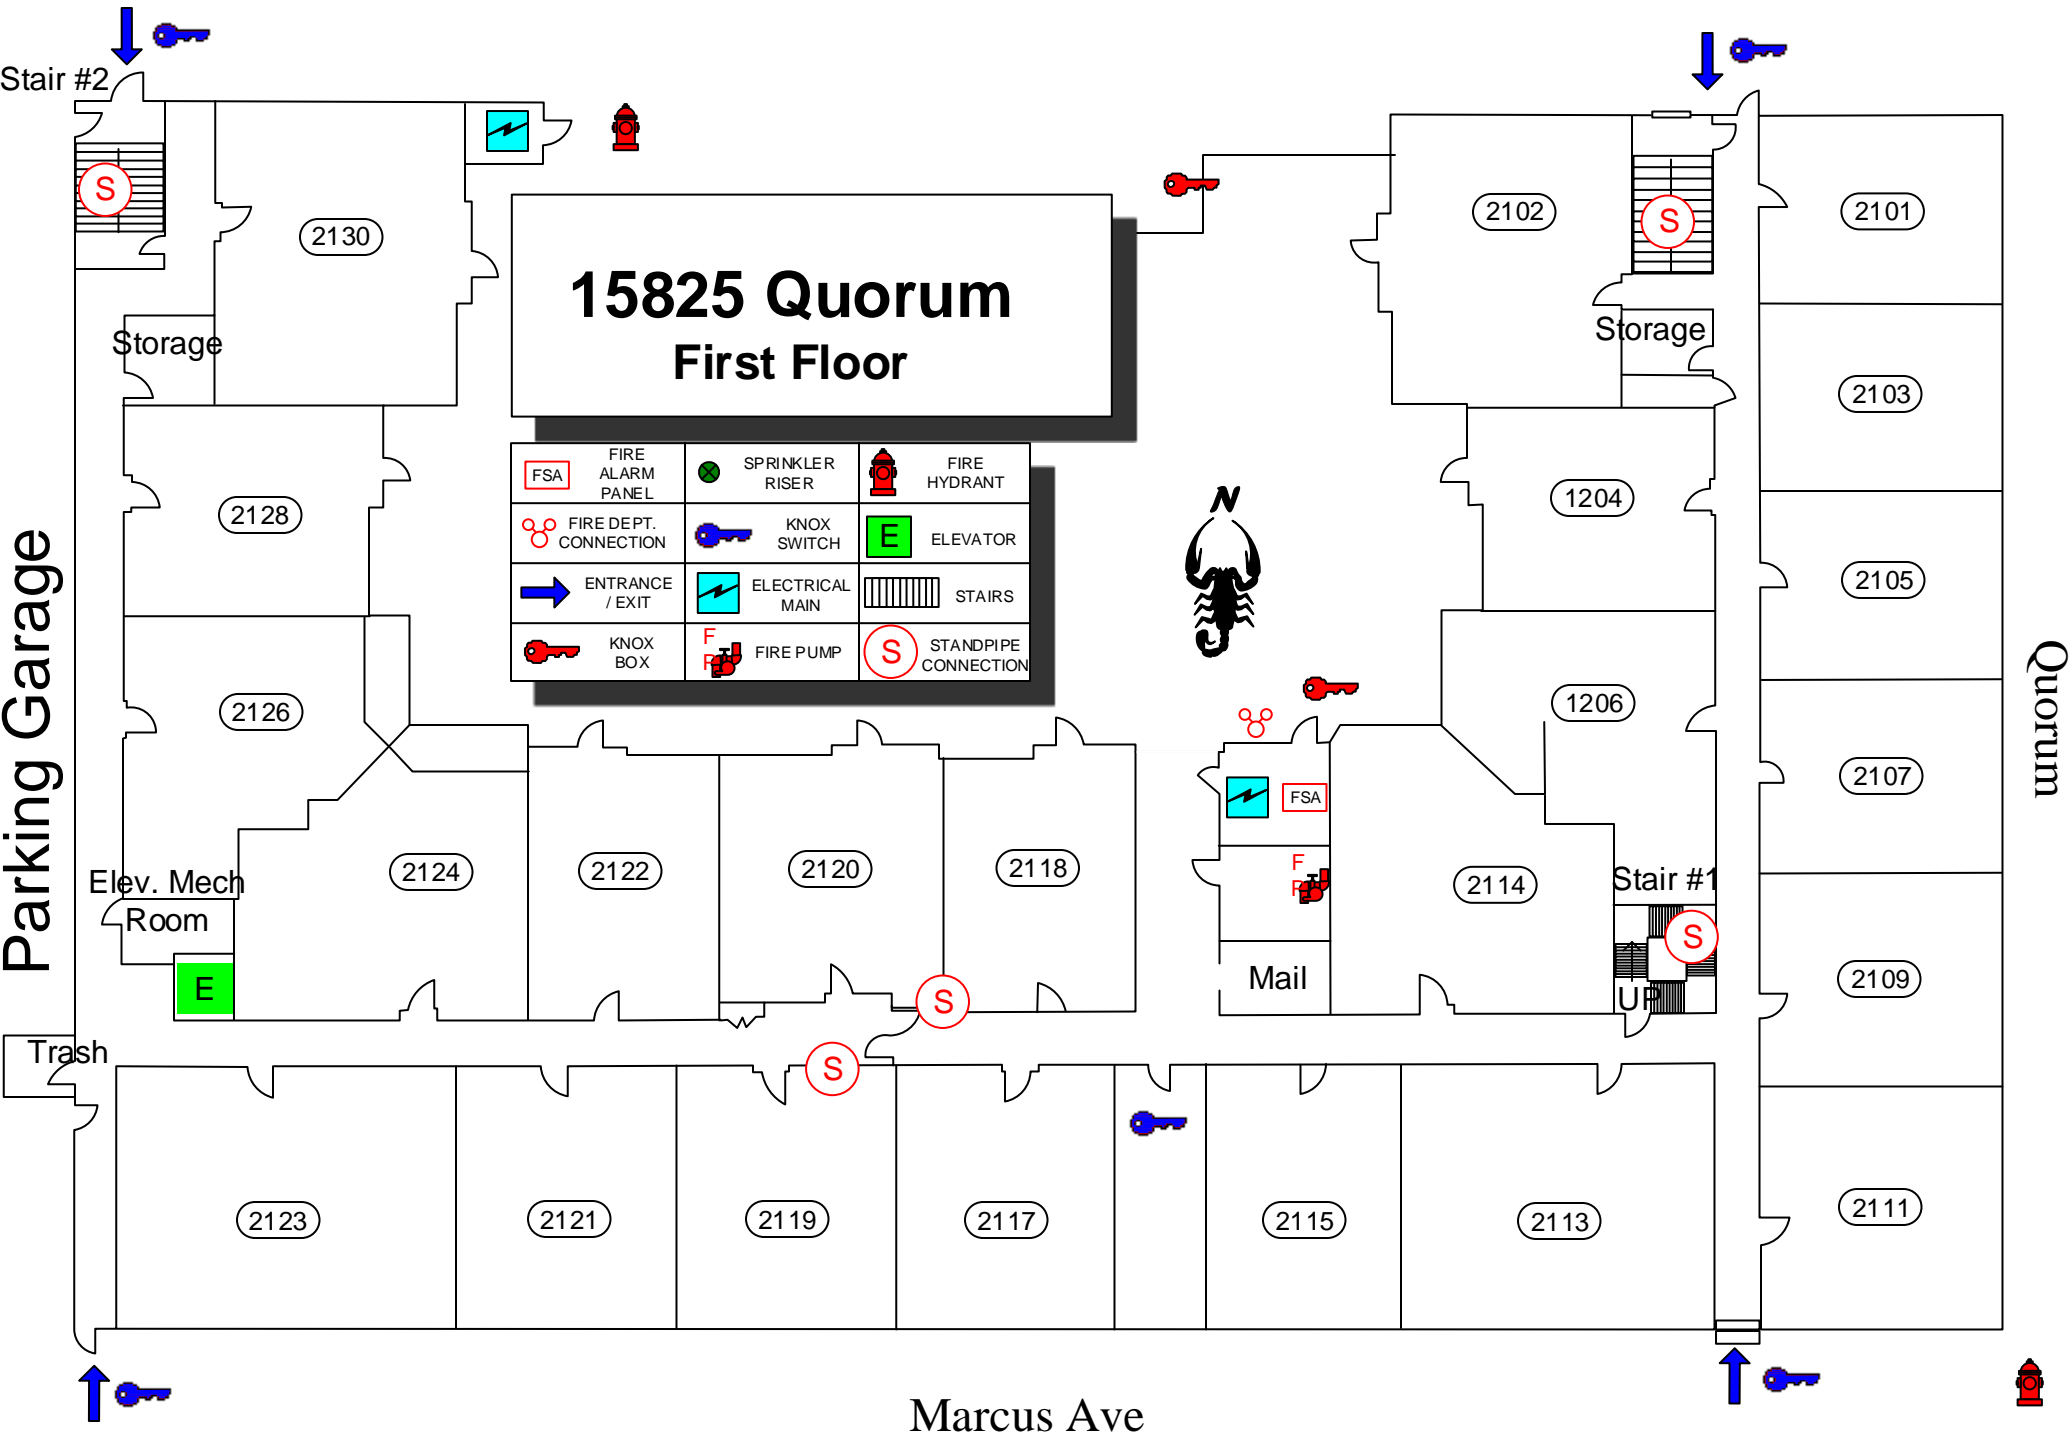 Stair #2
S
2130
2102
S
2101
15825 Quorum
First Floor
Storage
Storage
2103
FSA
FIRE
ALARM
PANEL
SPRINKLER
RISER
FIRE
HYDRANT
FIRE DEPT.
CONNECTION
KNOX
SWITCH
E
ELEVATOR
ENTRANCE
/ EXIT
ELECTRICAL
MAIN
STAIRS
KNOX
BOX
F
P
FIRE PUMP
S
STANDPIPE
CONNECTION
N
2128
1204
2105
Parking Garage
Quorum
2126
1206
2107
FSA
2124
2122
2120
2118
F
P
2114
Stair #1
Elev. Mech
Room
S
E
S
Mail
UP
2109
Trash
S
2123
2121
2119
2117
2115
2113
2111
Marcus Ave